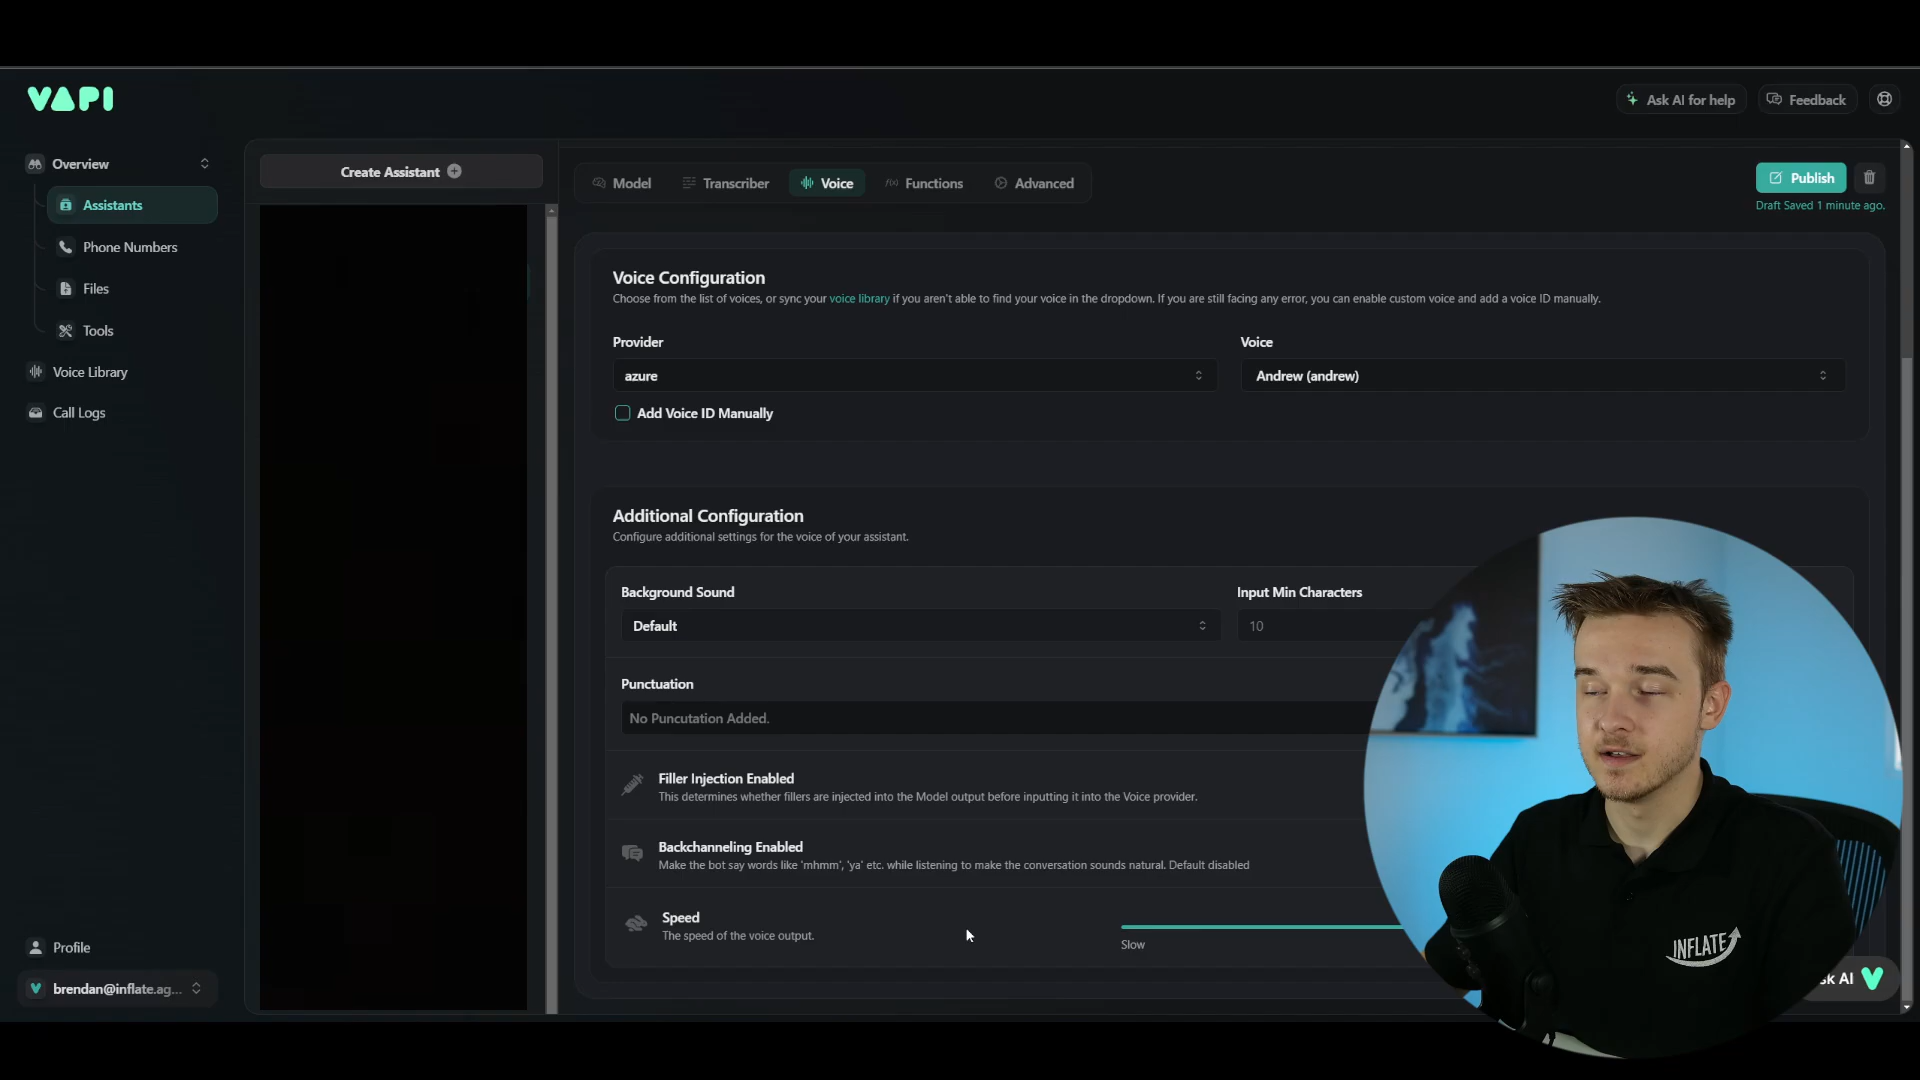 VAPI
Ask AI for help
Feedback
Overview
Assistants
Phone Numbers
Files
Tools
Voice Library
Call Logs
Profile
brendan@inflate.ag...
Create Assistant
Model
Transcriber
Voice
f(x) Functions
Advanced
Publish
Draft Saved 1 minute ago.
Voice Configuration
Choose from the list of voices, or sync your voice library if you aren't able to find your voice in the dropdown. If you are still facing any error, you can enable custom voice and add a voice ID manually.
Provider
Voice
azure
Andrew (andrew)
Add Voice ID Manually
Additional Configuration
Configure additional settings for the voice of your assistant.
Background Sound
Input Min Characters
Default
10
Punctuation
No Puncutation Added.
Filler Injection Enabled
This determines whether fillers are injected into the Model output before inputting it into the Voice provider.
Backchanneling Enabled
Make the bot say words like 'mhmm', 'ya' etc. while listening to make the conversation sounds natural. Default disabled
Speed
The speed of the voice output.
Slow
INFLATE
sk AI